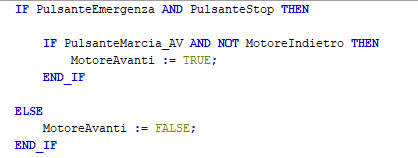 IF PulsanteEmergenza AND PulsanteStop THEN
IF PulsanteMarcia_AV AND NOT MotoreIndietro THEN
MotoreAvanti := TRUE;
END_IF
ELSE
MotoreAvanti := FALSE;
END_IF